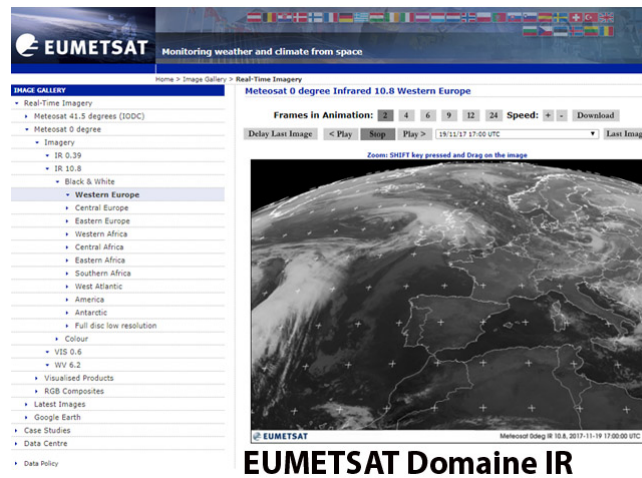 EUMETSAT
Monitoring weather and climate from space
Home > Image Gallery > Real-Time Imagery
IMAGE GALLERY
Real-Time Imagery
Meteosat 41.5 degrees (IODC)
Meteosat 0 degree
Imagery
IR 0.39
IR 10.8
Black & White
Western Europe
Central Europe
Eastern Europe
Western Africa
Central Africa
Eastern Africa
Southern Africa
West Atlantic
America
Antarctic
Full disc low resolution
Colour
VIS 0.6
WV 6.2
Visualised Products
RGB Composites
Latest Images
Google Earth
Case Studies
Data Centre
Data Policy
Meteosat 0 degree Infrared 10.8 Western Europe
Frames in Animation: 2 4 6 9 12 24 Speed: + - Download
Delay Last Image < Play Stop Play > 19/11/17 17:00 UTC Last Imag
Zoom: SHIFT key pressed and Drag on the image
EUMETSAT Meteosat 0deg IR 10.8, 2017-11-19 17:00:00 UTC
EUMETSAT Domaine IR